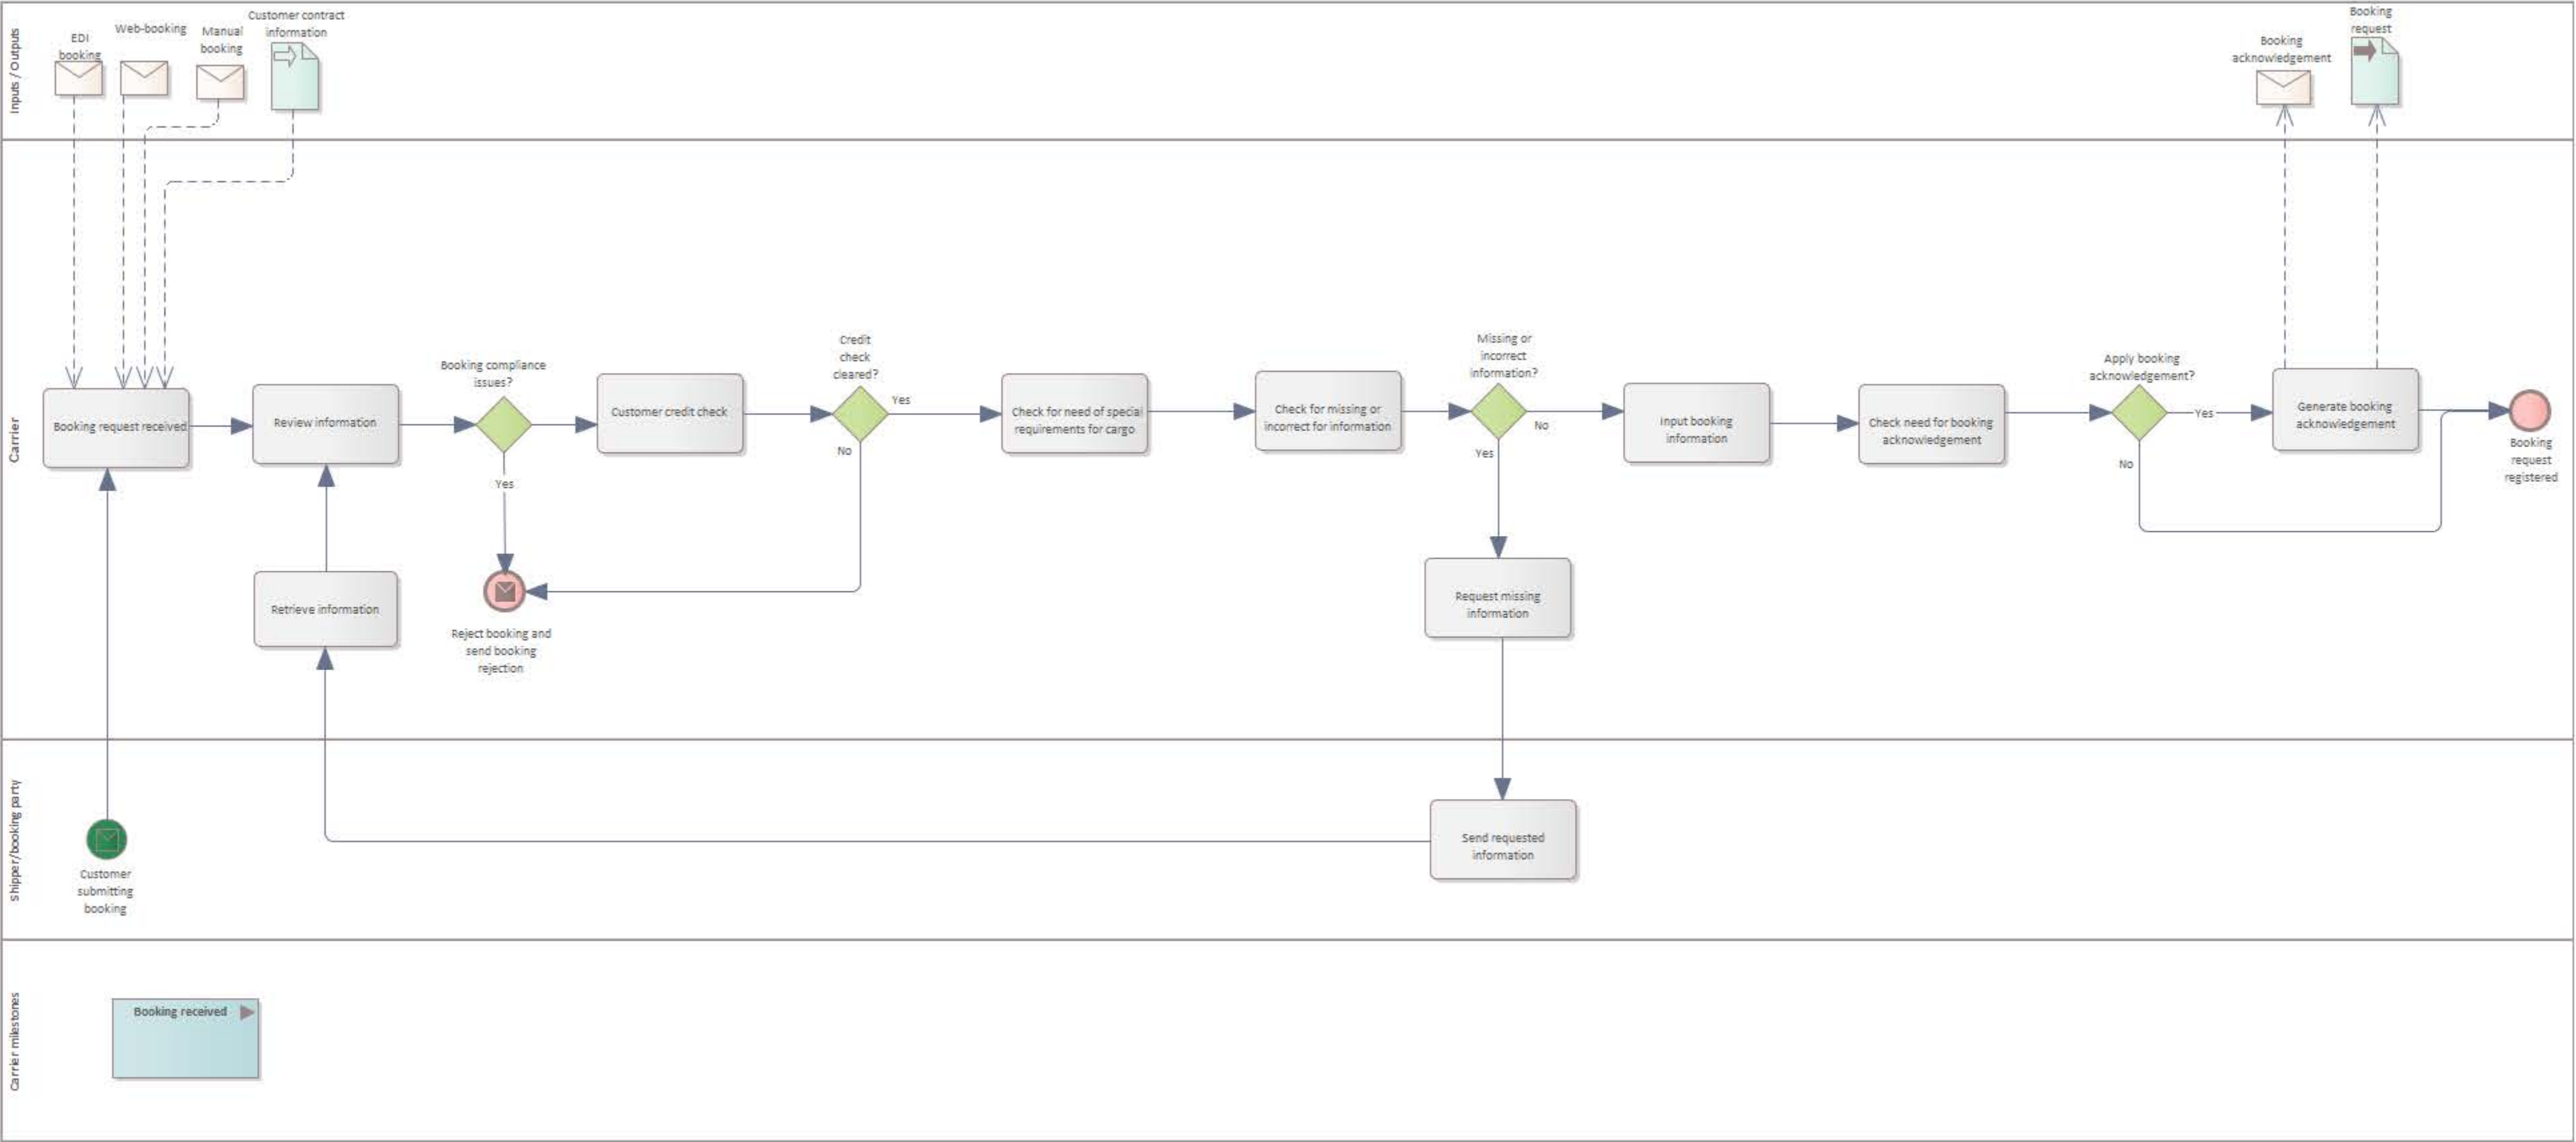 Inputs / Outputs
EDI
booking
Web-booking
Manual
booking
Customer contract
information
Booking
acknowledgement
Booking
request
Carrier
Booking request received
Review information
Booking compliance
issues?
Yes
Customer credit check
Credit
check
cleared?
Yes
No
Check for need of special
requirements for cargo
Check for missing or
incorrect for information
Missing or
incorrect
information?
No
Yes
Input booking
information
Check need for booking
acknowledgement
Apply booking
acknowledgement?
Yes
No
Generate booking
acknowledgement
Booking
request
registered
Retrieve information
Reject booking and
send booking
rejection
Request missing
information
shipper/booking party
Customer
submitting
booking
Send requested
information
Carrier milestones
Booking received